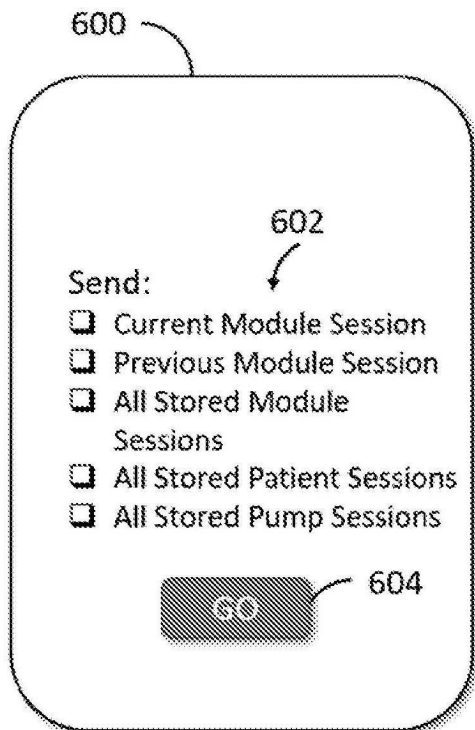 600
602
Send:
Current Module Session
Previous Module Session
All Stored Module
Sessions
All Stored Patient Sessions
All Stored Pump Sessions
GO
604